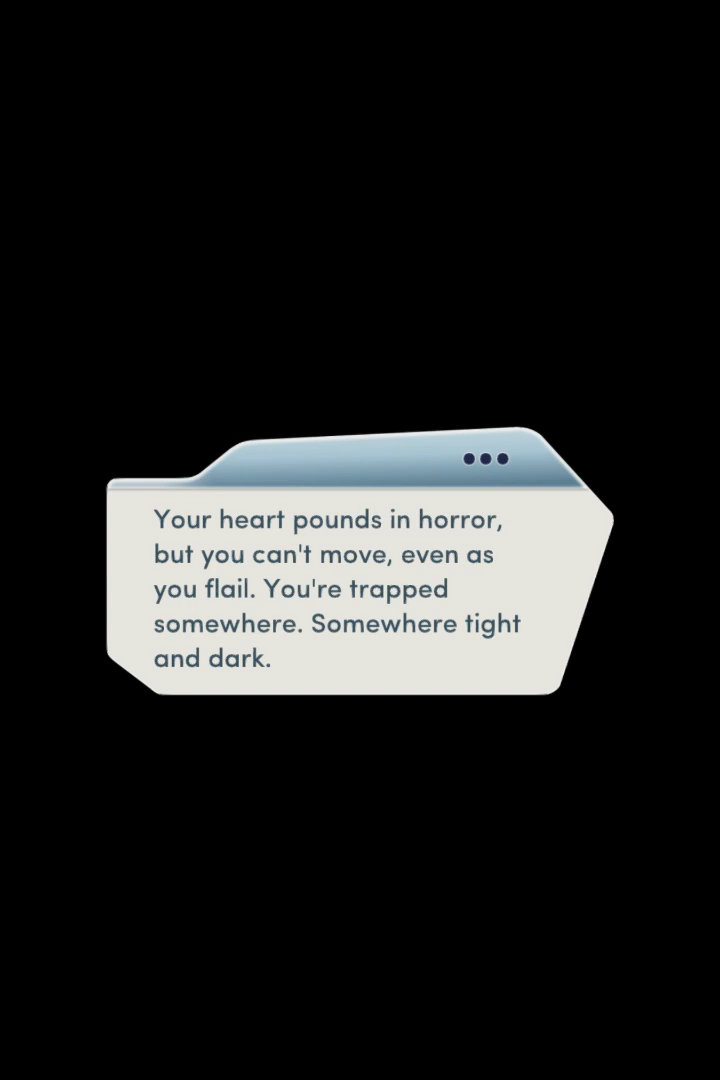 Your heart pounds in horror,
but you can't move, even as
you flail. You're trapped
somewhere. Somewhere tight
and dark.